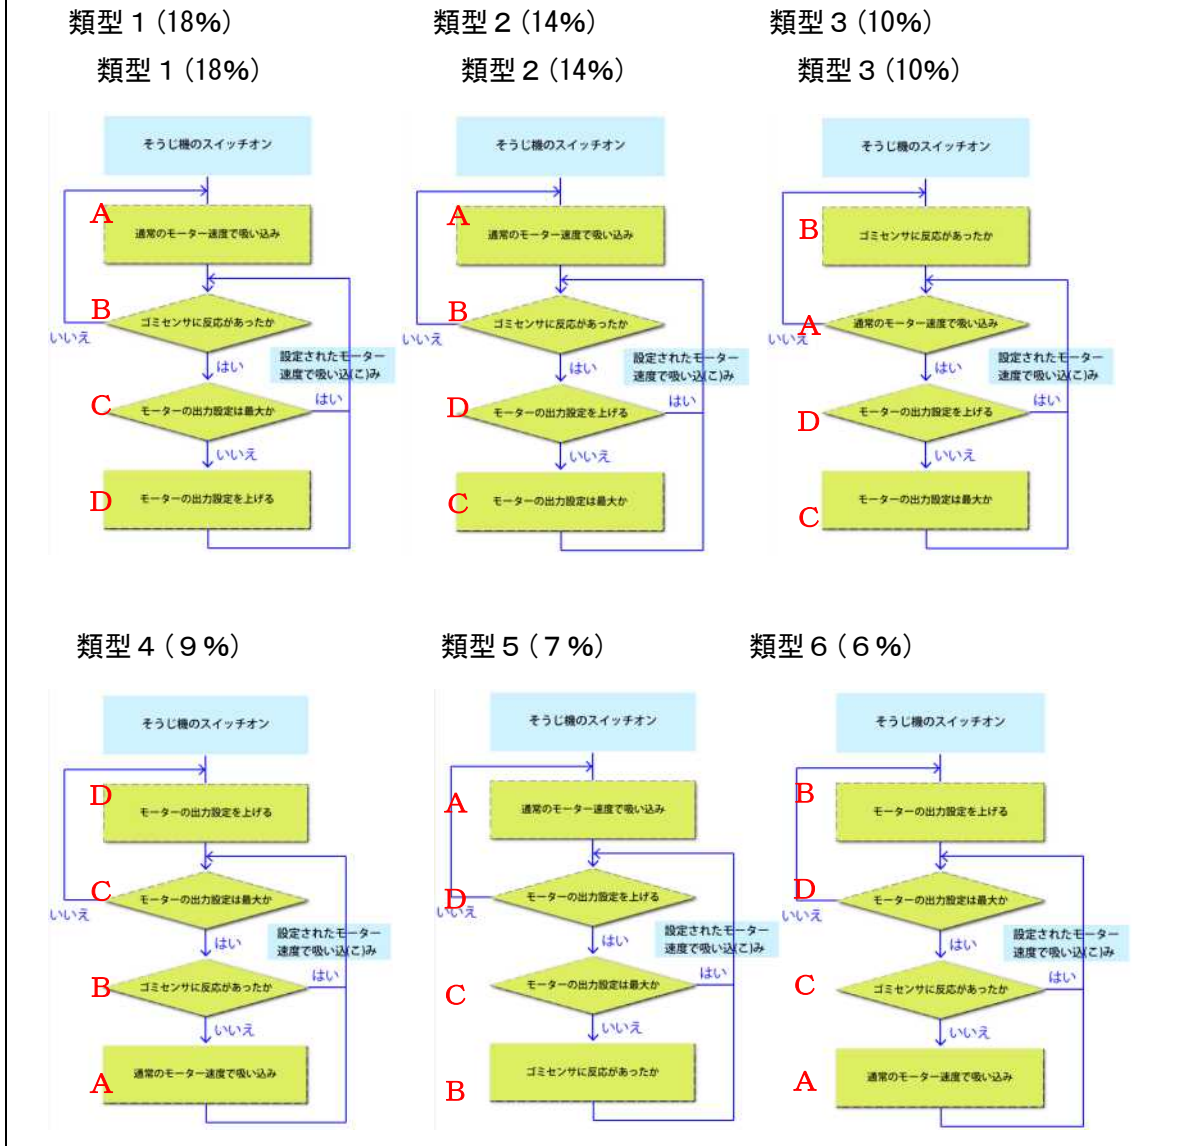 類型１(18%)
類型２(14%)
類型３(10%)
類型１(18%)
類型２(14%)
類型３(10%)
そうじ機のスイッチオン
A
通常のモーター速度で吸い込み
B
ゴミセンサに反応があったか
いいえ
はい
設定されたモーター
速度で吸い込(こ)み
C
モーターの出力設定は最大か
はい
いいえ
D
モーターの出力設定を上げる
そうじ機のスイッチオン
A
通常のモーター速度で吸い込み
B
ゴミセンサに反応があったか
いいえ
はい
設定されたモーター
速度で吸い込(こ)み
D
モーターの出力設定を上げる
はい
いいえ
C
モーターの出力設定は最大か
そうじ機のスイッチオン
B
ゴミセンサに反応があったか
A
通常のモーター速度で吸い込み
いいえ
はい
設定されたモーター
速度で吸い込(こ)み
D
モーターの出力設定を上げる
はい
いいえ
C
モーターの出力設定は最大か
類型４(９%)
類型５(７%)
類型６(６%)
そうじ機のスイッチオン
D
モーターの出力設定を上げる
C
モーターの出力設定は最大か
いいえ
はい
設定されたモーター
速度で吸い込(こ)み
B
ゴミセンサに反応があったか
はい
いいえ
A
通常のモーター速度で吸い込み
そうじ機のスイッチオン
A
通常のモーター速度で吸い込み
D
モーターの出力設定を上げる
いいえ
はい
設定されたモーター
速度で吸い込(こ)み
C
モーターの出力設定は最大か
はい
いいえ
B
ゴミセンサに反応があったか
そうじ機のスイッチオン
B
モーターの出力設定を上げる
D
モーターの出力設定は最大か
いいえ
はい
設定されたモーター
速度で吸い込(こ)み
C
ゴミセンサに反応があったか
はい
いいえ
A
通常のモーター速度で吸い込み